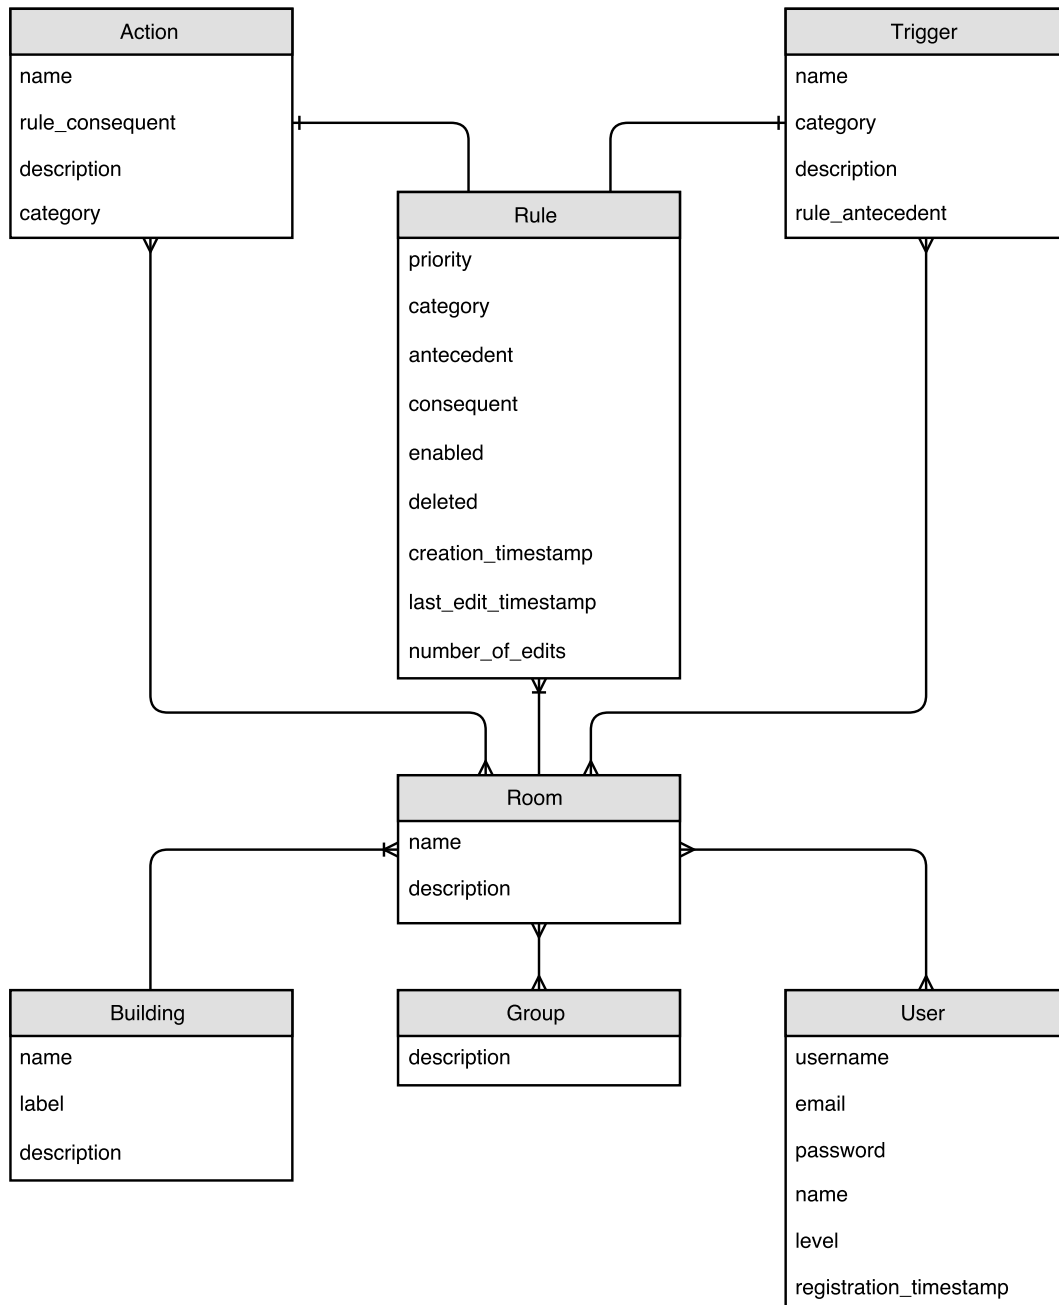 Action
name
rule_consequent
description
category
Trigger
name
category
description
rule_antecedent
Rule
priority
category
antecedent
consequent
enabled
deleted
creation_timestamp
last_edit_timestamp
number_of_edits
Room
name
description
Building
name
label
description
Group
description
User
username
email
password
name
level
registration_timestamp